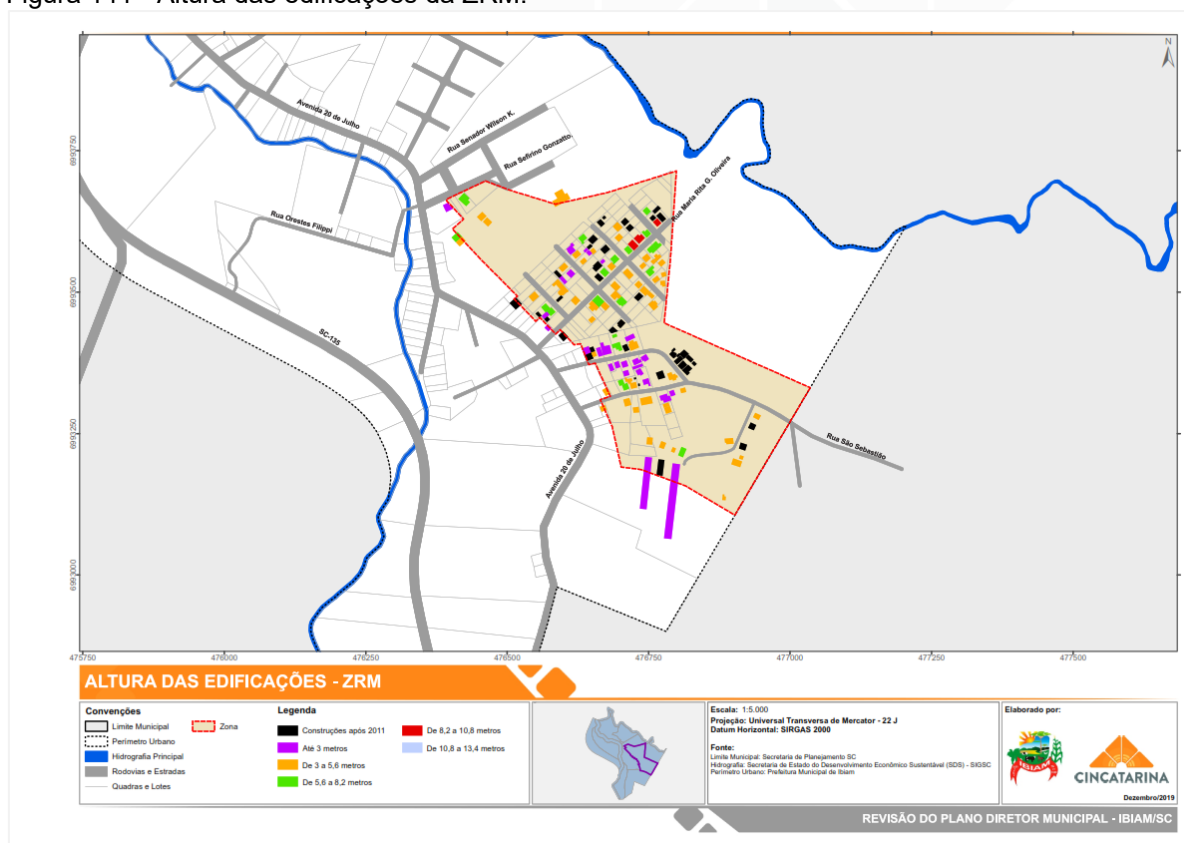 Figura 144 - Altura das edificações da ZRM.
N
Avenida 20 de Julho
Rua Senador Wilson K.
Rua Sefirino Gonzatto
Rua Maria Rita G. Oliveira
Rua Orestes Filippi
SC-135
Avenida 20 de Julho
Rua São Sebastião
6993750
6993500
6993250
6993000
475750
476000
476250
476500
476750
477000
477250
477500
ALTURA DAS EDIFICAÇÕES - ZRM
Convenções
Limite Municipal
Zona
Perímetro Urbano
Hidrografia Principal
Rodovias e Estradas
Quadras e Lotes
Legenda
Construções após 2011
De 8,2 a 10,8 metros
Até 3 metros
De 10,8 a 13,4 metros
De 3 a 5,6 metros
De 5,6 a 8,2 metros
Escala: 1:5.000
Projeção: Universal Transversa de Mercator - 22 J
Datum Horizontal: SIRGAS 2000
Fonte:
Limite Municipal: Secretaria de Planejamento SC
Hidrografia: Secretaria de Estado do Desenvolvimento Econômico Sustentável (SDS) - SIGSC
Perímetro Urbano: Prefeitura Municipal de Ibiam
Elaborado por:
IBIAM
CINCATARINA
Dezembro/2019
REVISÃO DO PLANO DIRETOR MUNICIPAL - IBIAM/SC